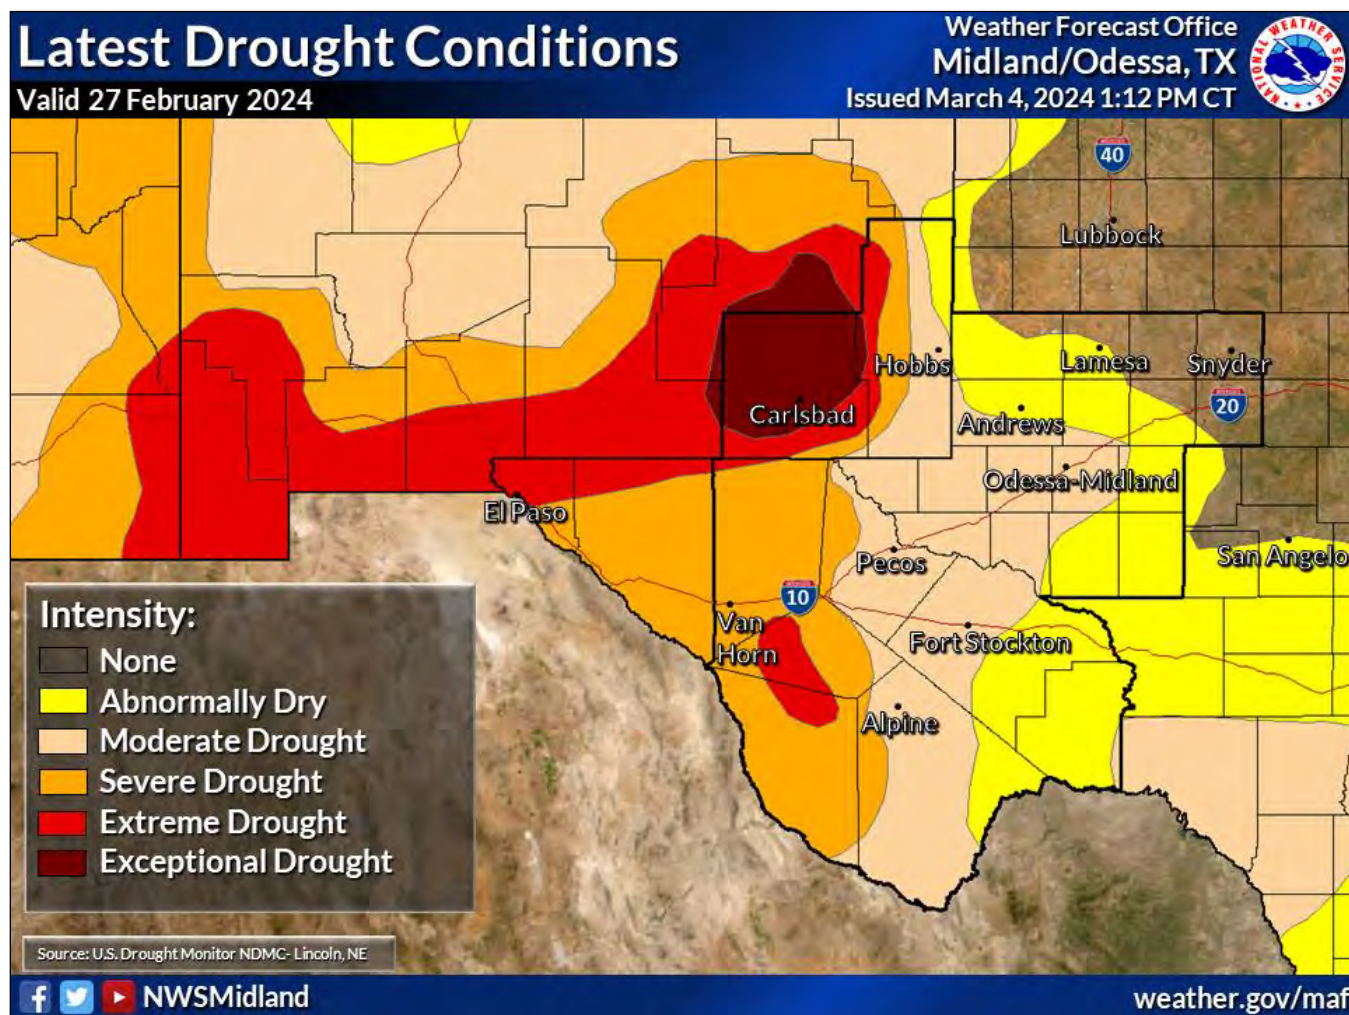 Latest Drought Conditions
Valid 27 February 2024
Weather Forecast Office
Midland/Odessa, TX
Issued March 4, 2024 1:12 PM CT
NATIONAL WEATHER SERVICE
40
Lubbock
Hobbs
Lamesa
Snyder
20
Carlsbad
Andrews
Odessa-Midland
El Paso
Pecos
San Angelo
10
Van
Horn
Fort Stockton
Alpine
Intensity:
None
Abnormally Dry
Moderate Drought
Severe Drought
Extreme Drought
Exceptional Drought
Source: U.S. Drought Monitor NDMC- Lincoln, NE
NWSMidland
weather.gov/maf